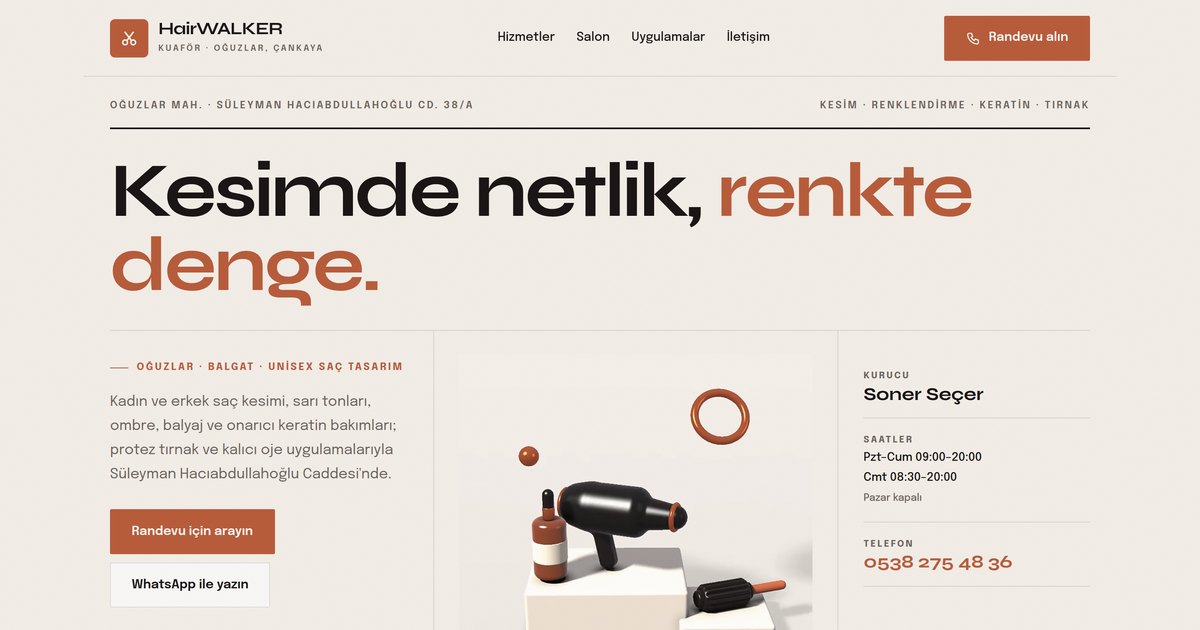 HairWALKER
KUAFÖR · OĞUZLAR, ÇANKAYA
Hizmetler
Salon
Uygulamalar
İletişim
Randevu alın
OĞUZLAR MAH. · SÜLEYMAN HACIABDULLAHOĞLU CD. 38/A
KESİM · RENKLENDİRME · KERATİN · TIRNAK
Kesimde netlik, renkte
denge.
OĞUZLAR · BALGAT · UNİSEX SAÇ TASARIM
Kadın ve erkek saç kesimi, sarı tonları,
ombre, balyaj ve onarıcı keratin bakımları;
protez tırnak ve kalıcı oje uygulamalarıyla
Süleyman Hacıabdullahoğlu Caddesi'nde.
Randevu için arayın
WhatsApp ile yazın
KURUCU
Soner Seçer
SAATLER
Pzt–Cum 09:00–20:00
Cmt 08:30–20:00
Pazar kapalı
TELEFON
0538 275 48 36